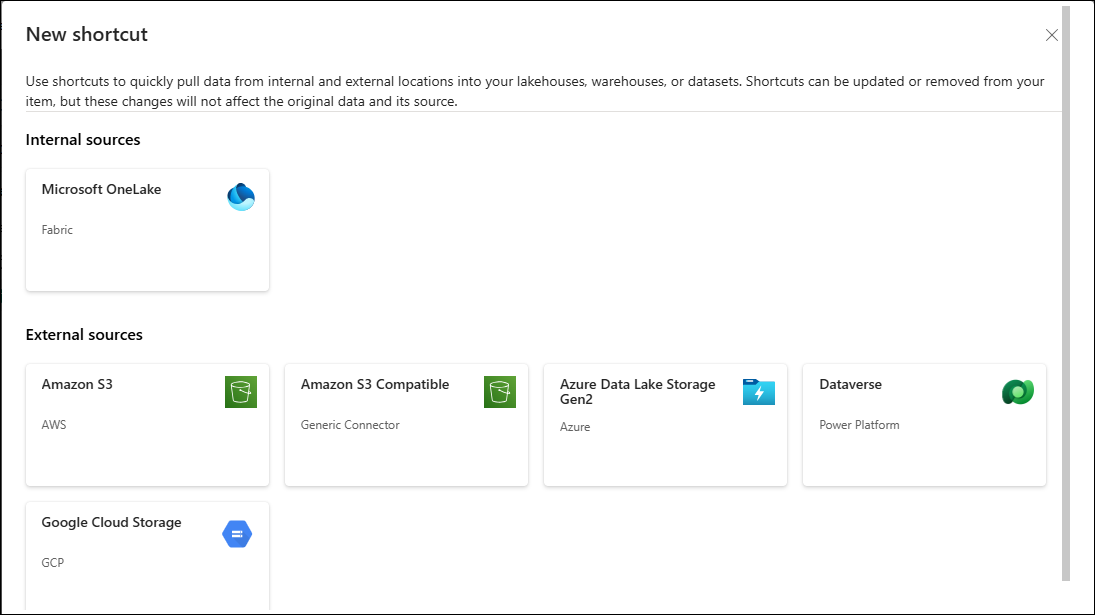 New shortcut
Use shortcuts to quickly pull data from internal and external locations into your lakehouses, warehouses, or datasets. Shortcuts can be updated or removed from your
item, but these changes will not affect the original data and its source.
Internal sources
Microsoft OneLake
Fabric
External sources
Amazon S3
AWS
Amazon S3 Compatible
Generic Connector
Azure Data Lake Storage
Gen2
Azure
Dataverse
Power Platform
Google Cloud Storage
GCP